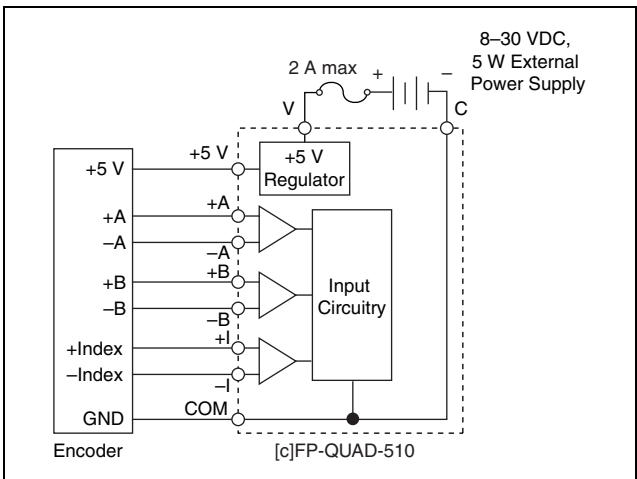 8–30 VDC,
5 W External
Power Supply
2 A max
+
–
V
C
+5 V
+5 V
+5 V
Regulator
+A
+A
–A
–A
+B
+B
–B
–B
Input
Circuitry
+Index
+I
–Index
–I
GND
COM
Encoder
[c]FP-QUAD-510